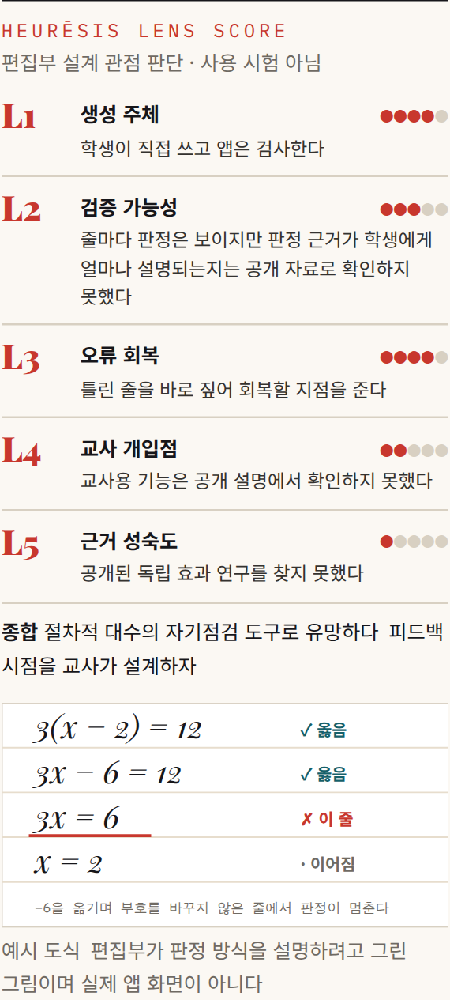 HEURĒSIS LENS SCORE
편집부 설계 관점 판단 · 사용 시험 아님
L1 생성 주체
학생이 직접 쓰고 앱은 검사한다
L2 검증 가능성
줄마다 판정은 보이지만 판정 근거가 학생에게
얼마나 설명되는지는 공개 자료로 확인하지
못했다
L3 오류 회복
틀린 줄을 바로 짚어 회복할 지점을 준다
L4 교사 개입점
교사용 기능은 공개 설명에서 확인하지 못했다
L5 근거 성숙도
공개된 독립 효과 연구를 찾지 못했다
종합 절차적 대수의 자기점검 도구로 유망하다 피드백
시점을 교사가 설계하자
3(x − 2) = 12 ✓ 옳음
3x − 6 = 12 ✓ 옳음
3x = 6 ✗ 이 줄
x = 2 · 이어짐
−6을 옮기며 부호를 바꾸지 않은 줄에서 판정이 멈춘다
예시 도식 편집부가 판정 방식을 설명하려고 그린
그림이며 실제 앱 화면이 아니다